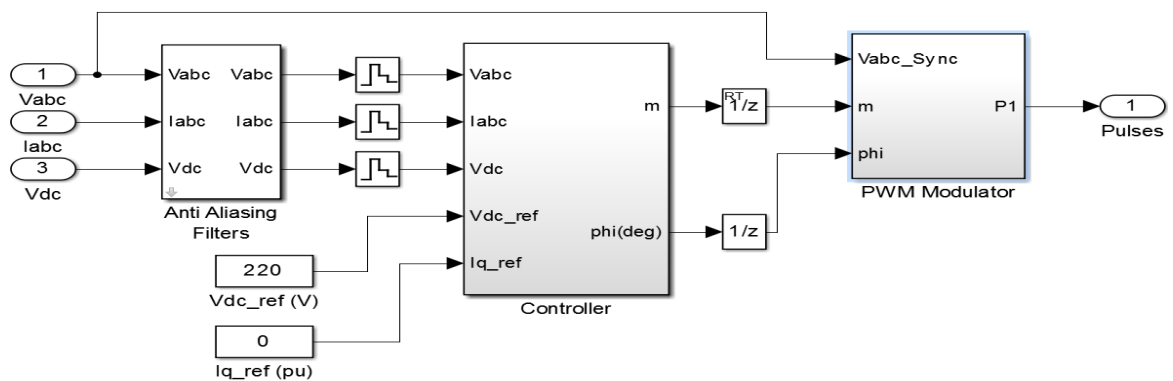 1
Vabc
2
Iabc
3
Vdc
Vabc Vabc
Iabc Iabc
Vdc Vdc
Anti Aliasing
Filters
220
Vdc_ref (V)
0
Iq_ref (pu)
Vabc
Iabc
Vdc
Vdc_ref
Iq_ref
m
phi(deg)
Controller
RT
1/z
1/z
Vabc_Sync
m
phi
P1
PWM Modulator
1
Pulses